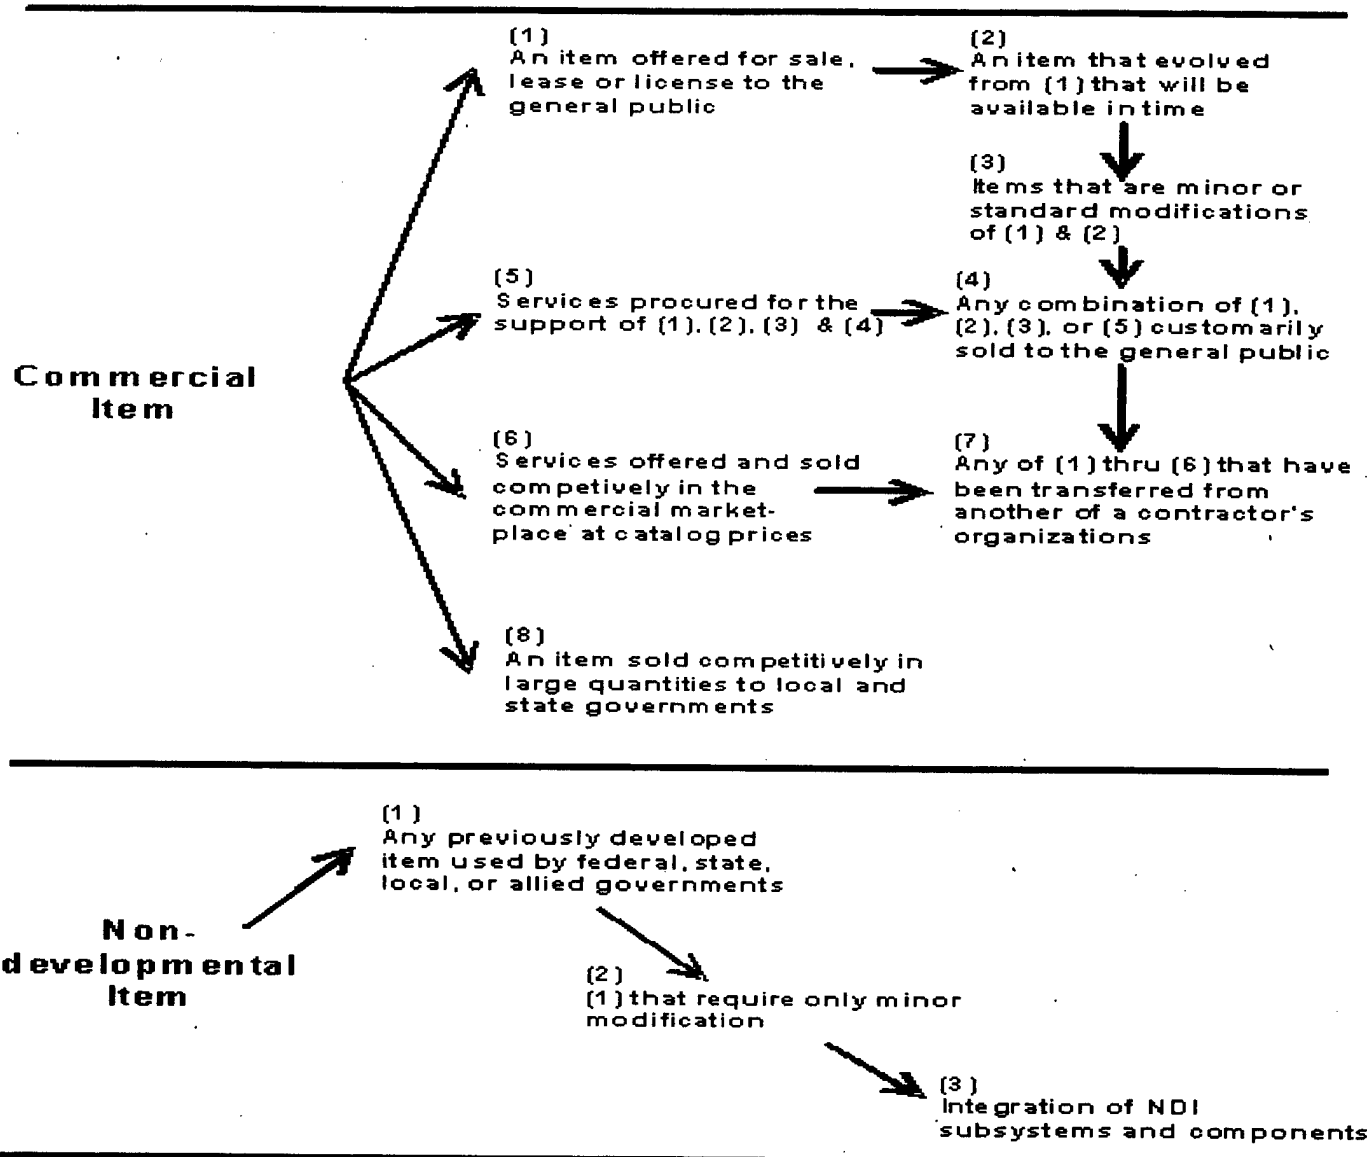 (1)
An item offered for sale,
lease or license to the
general public
(2)
An item that evolved
from (1) that will be
available in time
(3)
Items that are minor or
standard modifications
of (1) & (2)
(5)
Services procured for the
support of (1), (2), (3) & (4)
(4)
Any combination of (1),
(2), (3), or (5) customarily
sold to the general public
Commercial
Item
(6)
Services offered and sold
competively in the
commercial market-
place at catalog prices
(7)
Any of (1) thru (6) that have
been transferred from
another of a contractor's
organizations
(8)
An item sold competitively in
large quantities to local and
state governments
(1)
Any previously developed
item used by federal, state,
local, or allied governments
Non-
developmental
Item
(2)
(1) that require only minor
modification
(3)
Integration of NDI
subsystems and components